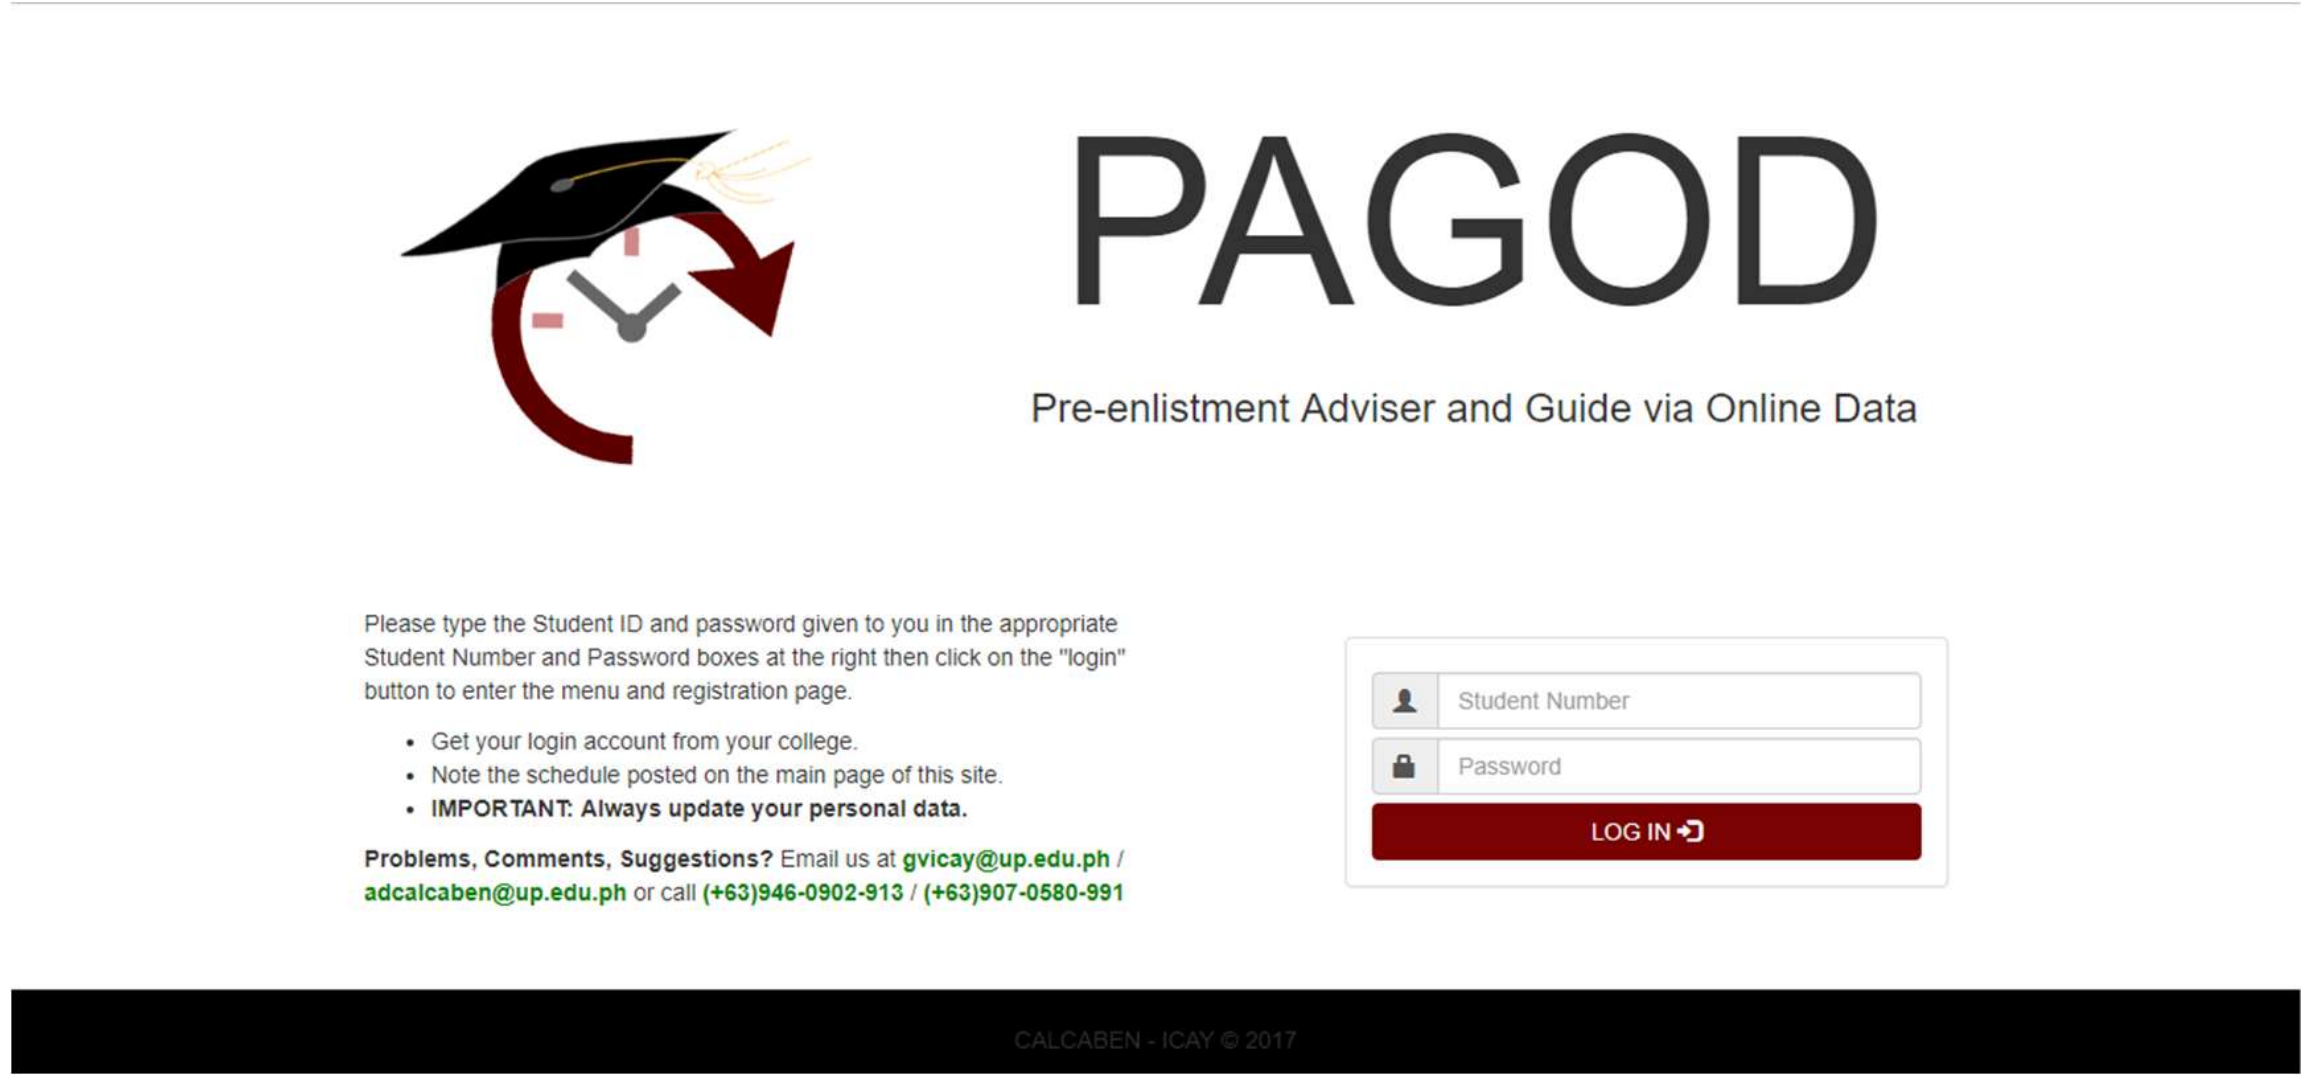 PAGOD
Pre-enlistment Adviser and Guide via Online Data
Please type the Student ID and password given to you in the appropriate
Student Number and Password boxes at the right then click on the "login"
button to enter the menu and registration page.
• Get your login account from your college.
• Note the schedule posted on the main page of this site.
• IMPORTANT: Always update your personal data.
Problems, Comments, Suggestions? Email us at gvicay@up.edu.ph /
adcalcaben@up.edu.ph or call (+63)946-0902-913 / (+63)907-0580-991
Student Number
Password
LOG IN
CALCABEN - ICAY © 2017